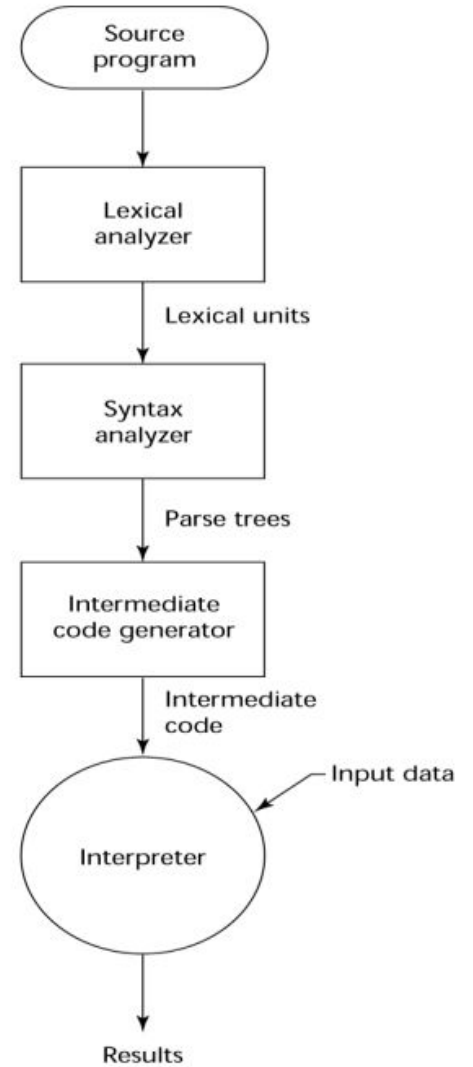 Source
program
Lexical
analyzer
Lexical units
Syntax
analyzer
Parse trees
Intermediate
code generator
Intermediate
code
Input data
Interpreter
Results